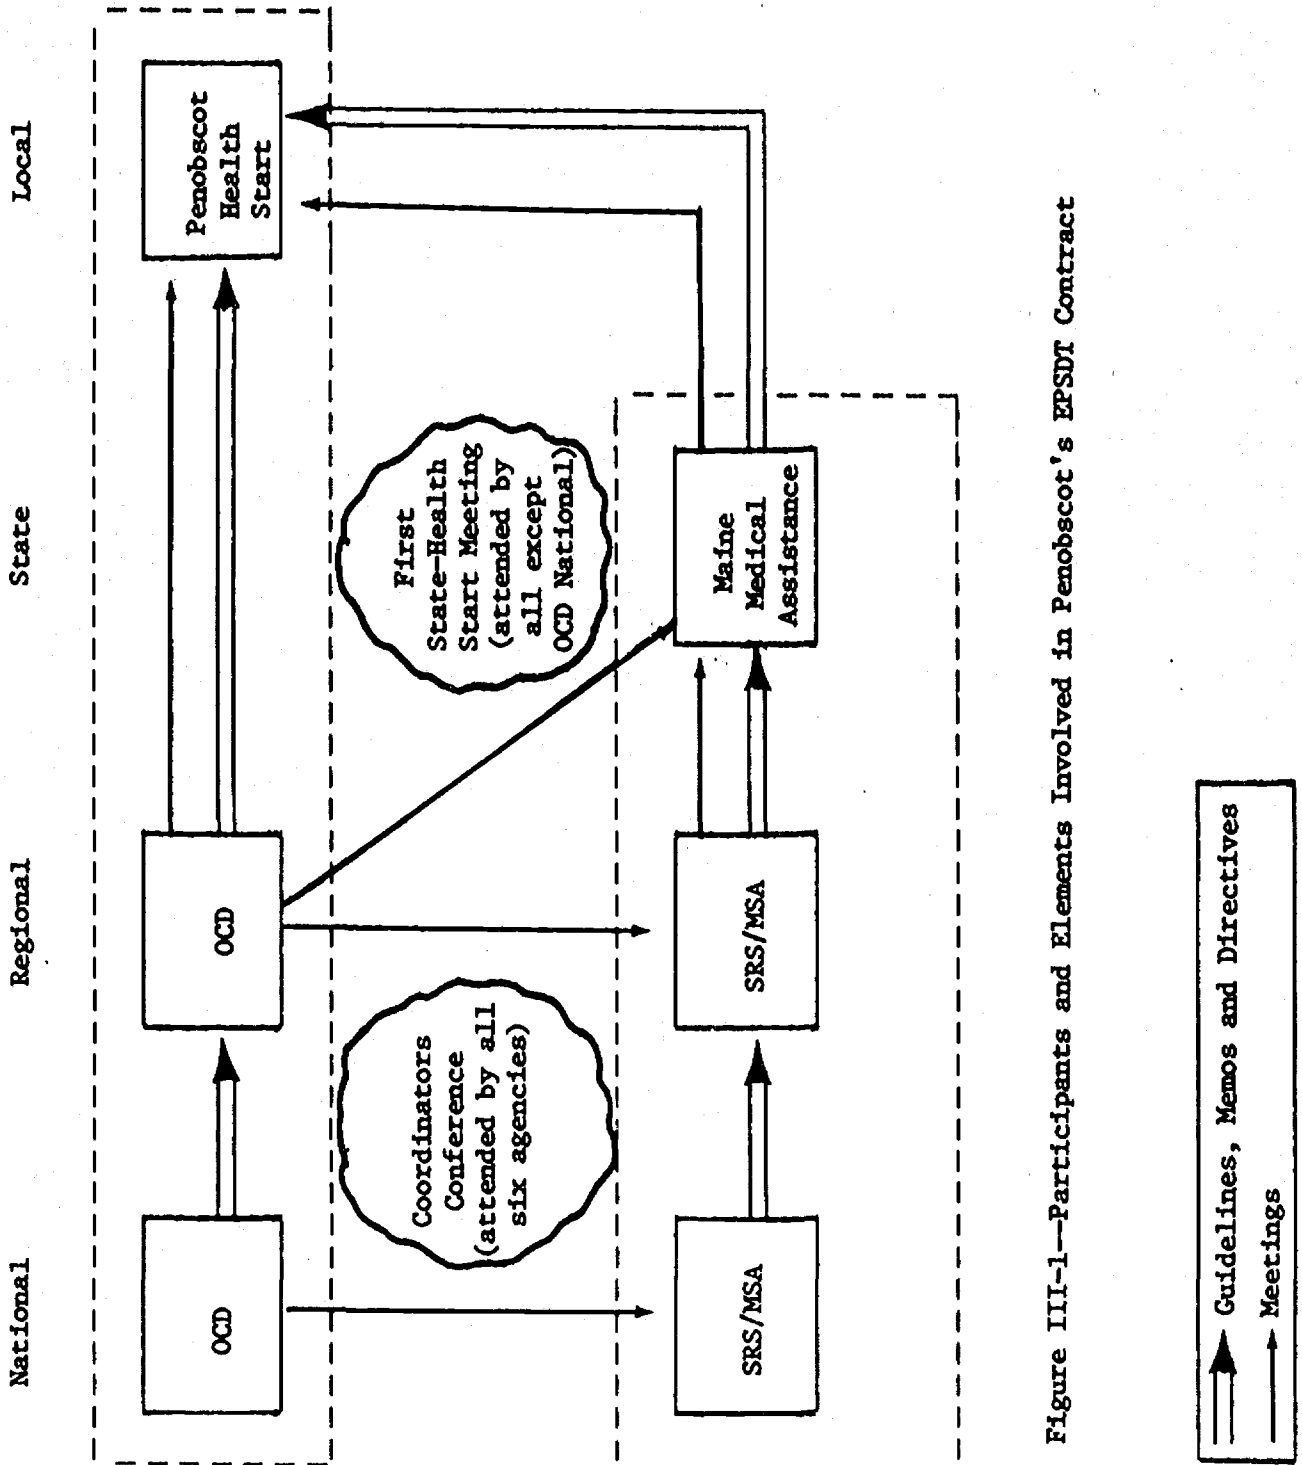 National
Regional
State
Local
OCD
OCD
Penobscot
Health
Start
Coordinators
Conference
(attended by all
six agencies)
First
State-Health
Start Meeting
(attended by
all except
OCD National)
SRS/MSA
SRS/MSA
Maine
Medical
Assistance
Figure III-1--Participants and Elements Involved in Penobscot's EPSDT Contract
Guidelines, Memos and Directives
Meetings